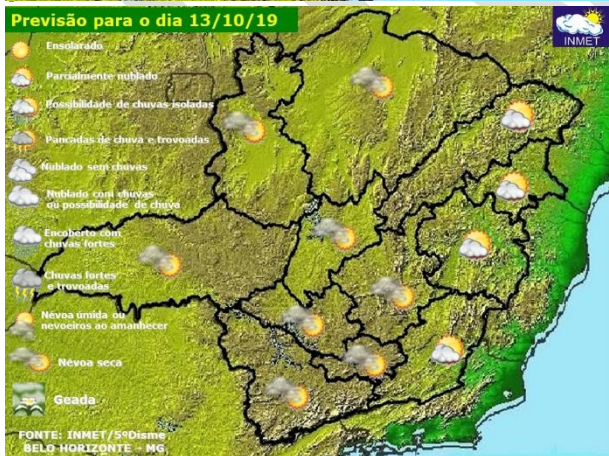 Previsão para o dia 13/10/19
INMET
Ensolarado
Parcialmente nublado
Possibilidade de chuvas isoladas
Pancadas de chuva e trovoadas
Nublado sem chuvas
Nublado com chuvas
ou possibilidade de chuva
Encoberto com
chuvas fortes
Chuvas fortes
e trovoadas
Névoa úmida ou
nevoeiros ao amanhecer
Névoa seca
Geada
FONTE: INMET/5ºDisme
BELO HORIZONTE - MG